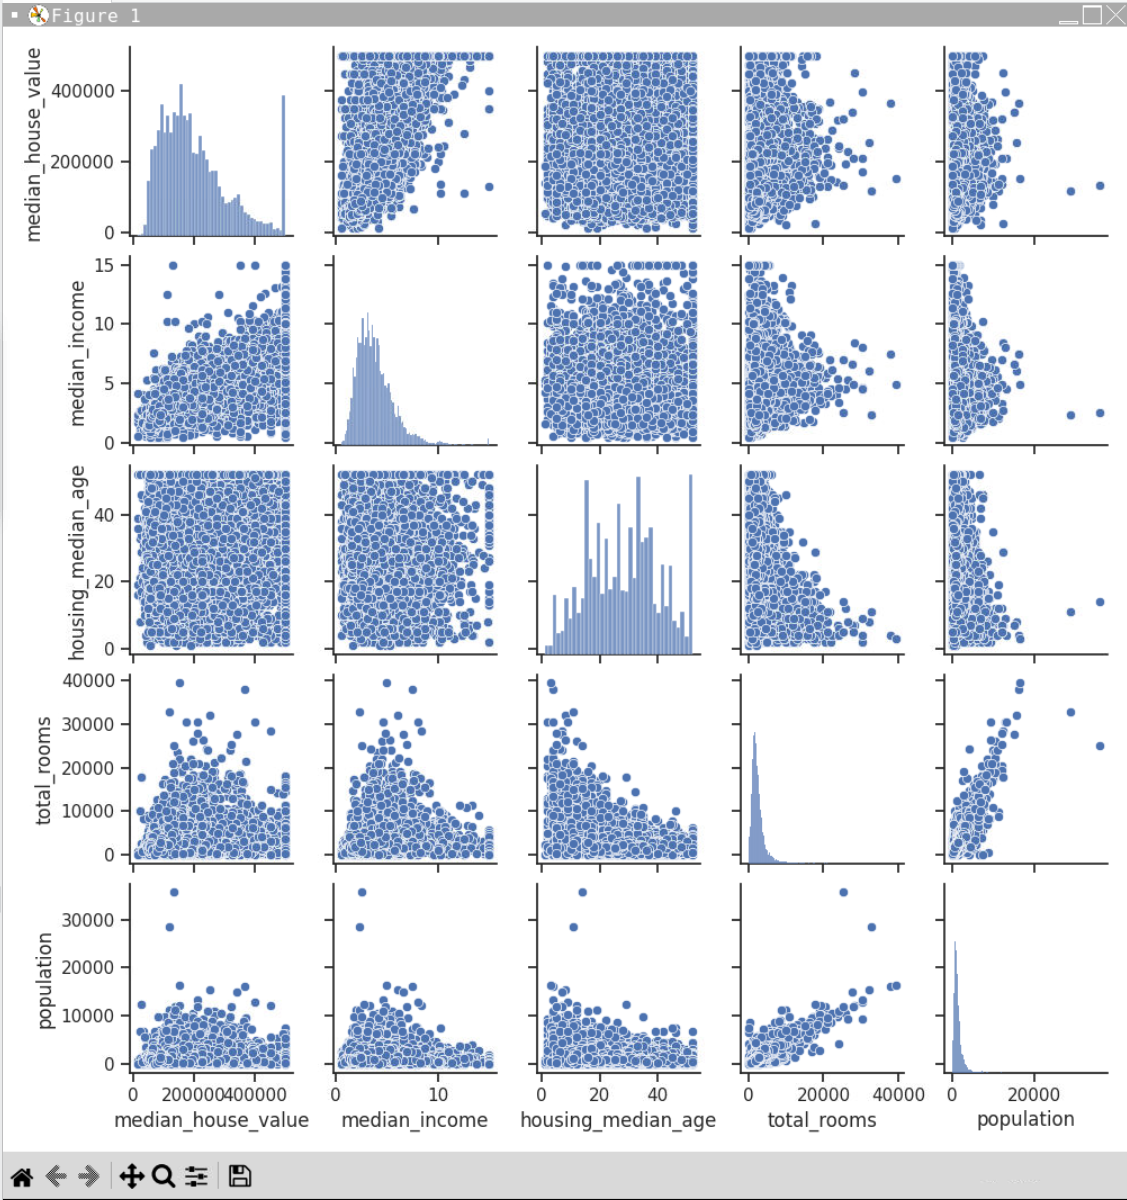 Figure 1
median_house_value
400000
200000
0
median_income
15
10
5
0
housing_median_age
40
20
0
total_rooms
40000
30000
20000
10000
0
population
30000
20000
10000
0
0 200000 400000 0 10 0 20 40 0 20000 40000 0 20000
median_house_value median_income housing_median_age total_rooms population